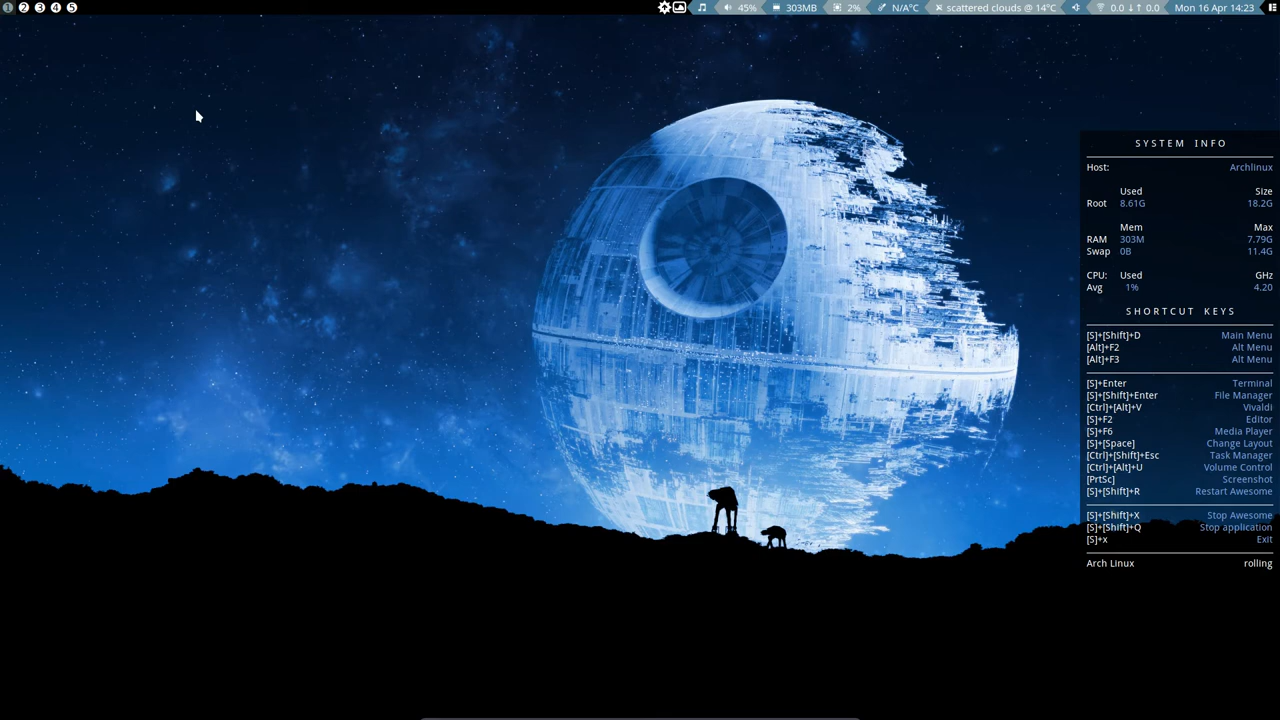 1 2 3 4 5 45% 303MB 2% N/A°C scattered clouds @ 14°C 0.0 ↓↑ 0.0 Mon 16 Apr 14:23
SYSTEM INFO
Host: Archlinux
Used Size
Root 8.61G 18.2G
Mem Max
RAM 303M 7.79G
Swap 0B 11.4G
CPU: Used GHz
Avg 1% 4.20
SHORTCUT KEYS
[S]+[Shift]+D Main Menu
[Alt]+F2 Alt Menu
[Alt]+F3 Alt Menu
[S]+Enter Terminal
[S]+[Shift]+Enter File Manager
[Ctrl]+[Alt]+V Vivaldi
[S]+F2 Editor
[S]+F6 Media Player
[S]+[Space] Change Layout
[Ctrl]+[Shift]+Esc Task Manager
[Ctrl]+[Alt]+U Volume Control
[PrtSc] Screenshot
[S]+[Shift]+R Restart Awesome
[S]+[Shift]+X Stop Awesome
[S]+[Shift]+Q Stop application
[S]+x Exit
Arch LInux rolling